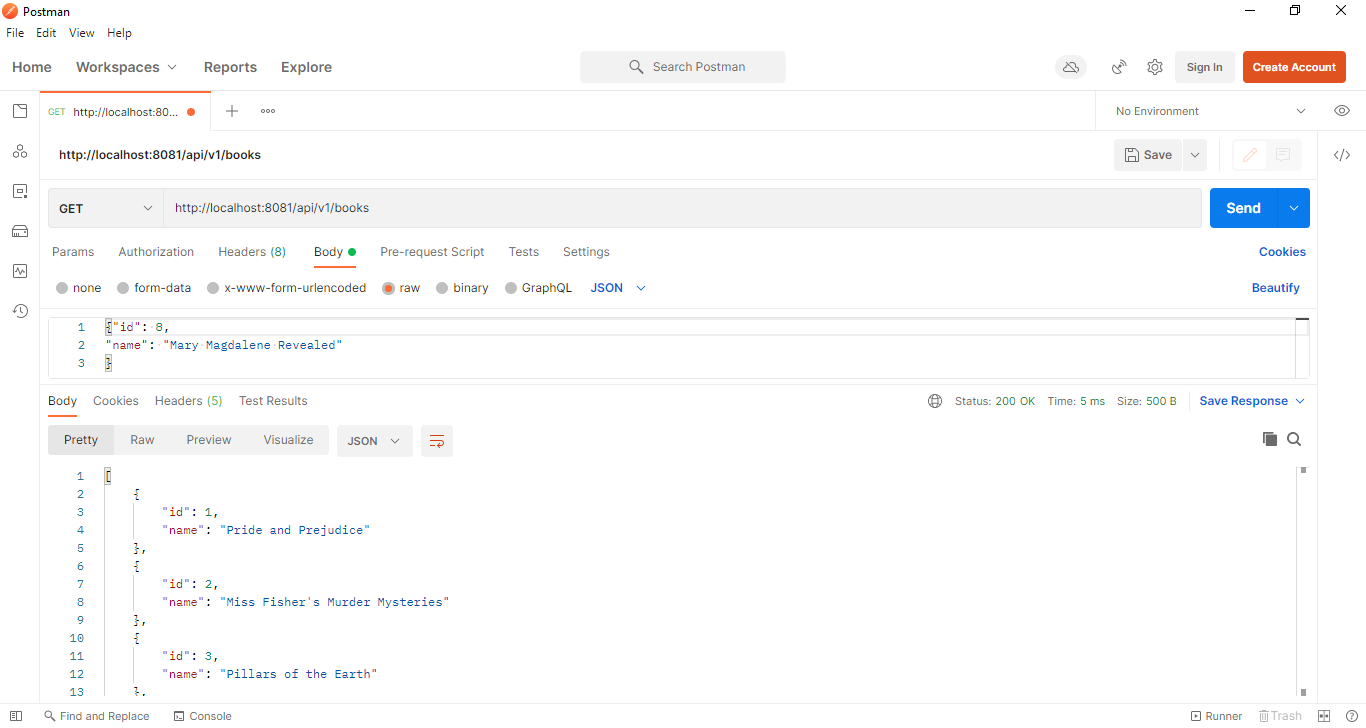 Postman
File Edit View Help
Home Workspaces Reports Explore Search Postman Sign In Create Account
GET http://localhost:80... No Environment
http://localhost:8081/api/v1/books Save
GET http://localhost:8081/api/v1/books Send
Params Authorization Headers (8) Body Pre-request Script Tests Settings Cookies
none form-data x-www-form-urlencoded raw binary GraphQL JSON Beautify
1 {"id": 8,
2 "name": "Mary Magdalene Revealed"
3 }
Body Cookies Headers (5) Test Results Status: 200 OK Time: 5 ms Size: 500 B Save Response
Pretty Raw Preview Visualize JSON
1 [
2 {
3 "id": 1,
4 "name": "Pride and Prejudice"
5 },
6 {
7 "id": 2,
8 "name": "Miss Fisher's Murder Mysteries"
9 },
10 {
11 "id": 3,
12 "name": "Pillars of the Earth"
13 },
Find and Replace Console Runner Trash